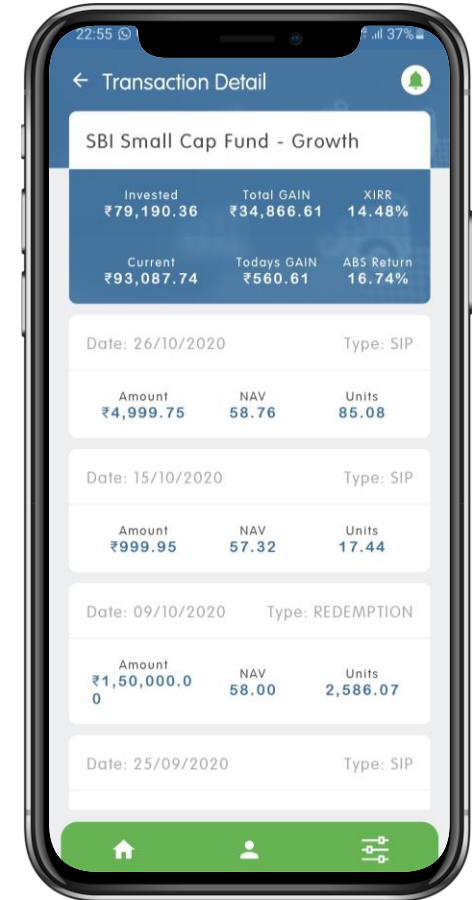 22:55
.ıll 37%
Transaction Detail
SBI Small Cap Fund - Growth
Invested Total GAIN XIRR
₹79,190.36 ₹34,866.61 14.48%
Current Todays GAIN ABS Return
₹93,087.74 ₹560.61 16.74%
Date: 26/10/2020 Type: SIP
Amount NAV Units
₹4,999.75 58.76 85.08
Date: 15/10/2020 Type: SIP
Amount NAV Units
₹999.95 57.32 17.44
Date: 09/10/2020 Type: REDEMPTION
Amount NAV Units
₹1,50,000.0 58.00 2,586.07
0
Date: 25/09/2020 Type: SIP